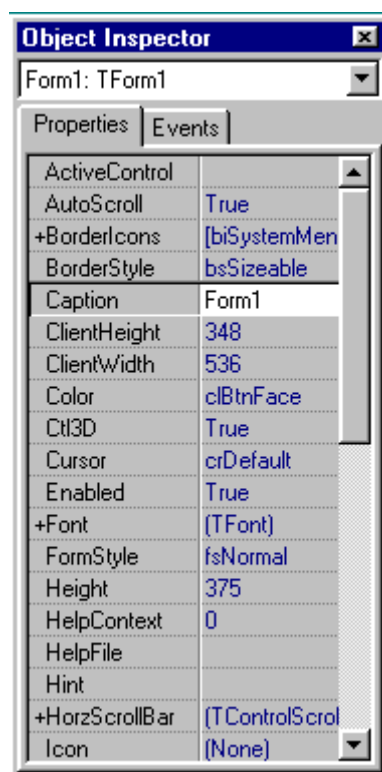 Object Inspector
Form1: TForm1
Properties Events
ActiveControl
AutoScroll True
+BorderIcons [biSystemMen
BorderStyle bsSizeable
Caption Form1
ClientHeight 348
ClientWidth 536
Color clBtnFace
Ctl3D True
Cursor crDefault
Enabled True
+Font (TFont)
FormStyle fsNormal
Height 375
HelpContext 0
HelpFile
Hint
+HorzScrollBar (TControlScrol
Icon (None)